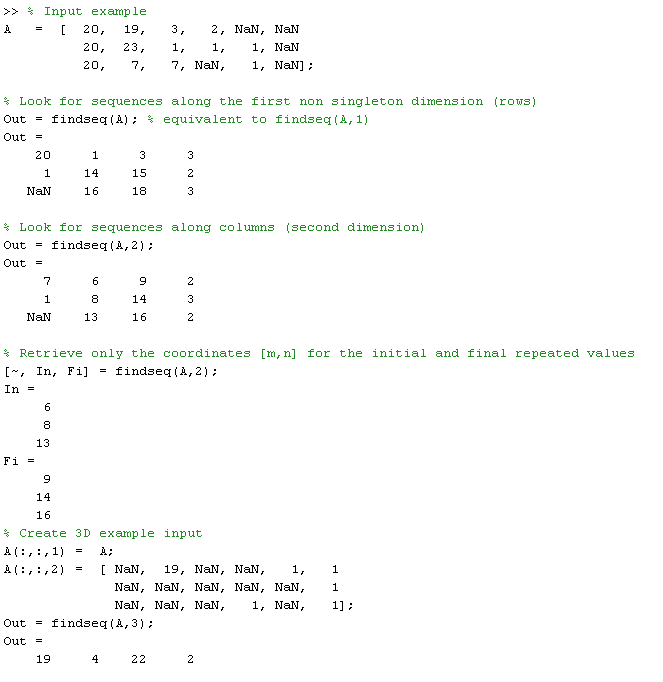 >> % Input example
A   =  [  20,  19,   3,   2, NaN, NaN
          20,  23,   1,   1,   1, NaN
          20,   7,   7, NaN,   1, NaN];
% Look for sequences along the first non singleton dimension (rows)
Out = findseq(A); % equivalent to findseq(A,1)
Out =
    20     1     3     3
     1    14    15     2
   NaN    16    18     3
% Look for sequences along columns (second dimension)
Out = findseq(A,2);
Out =
     7     6     9     2
     1     8    14     3
   NaN    13    16     2
% Retrieve only the coordinates [m,n] for the initial and final repeated values
[~, In, Fi] = findseq(A,2);
In =
     6
     8
    13
Fi =
     9
    14
    16
% Create 3D example input
A(:,:,1) =  A;
A(:,:,2) =  [ NaN,  19, NaN, NaN,   1,   1
              NaN, NaN, NaN, NaN, NaN,   1
              NaN, NaN, NaN,   1, NaN,   1];
Out = findseq(A,3);
Out =
    19     4    22     2